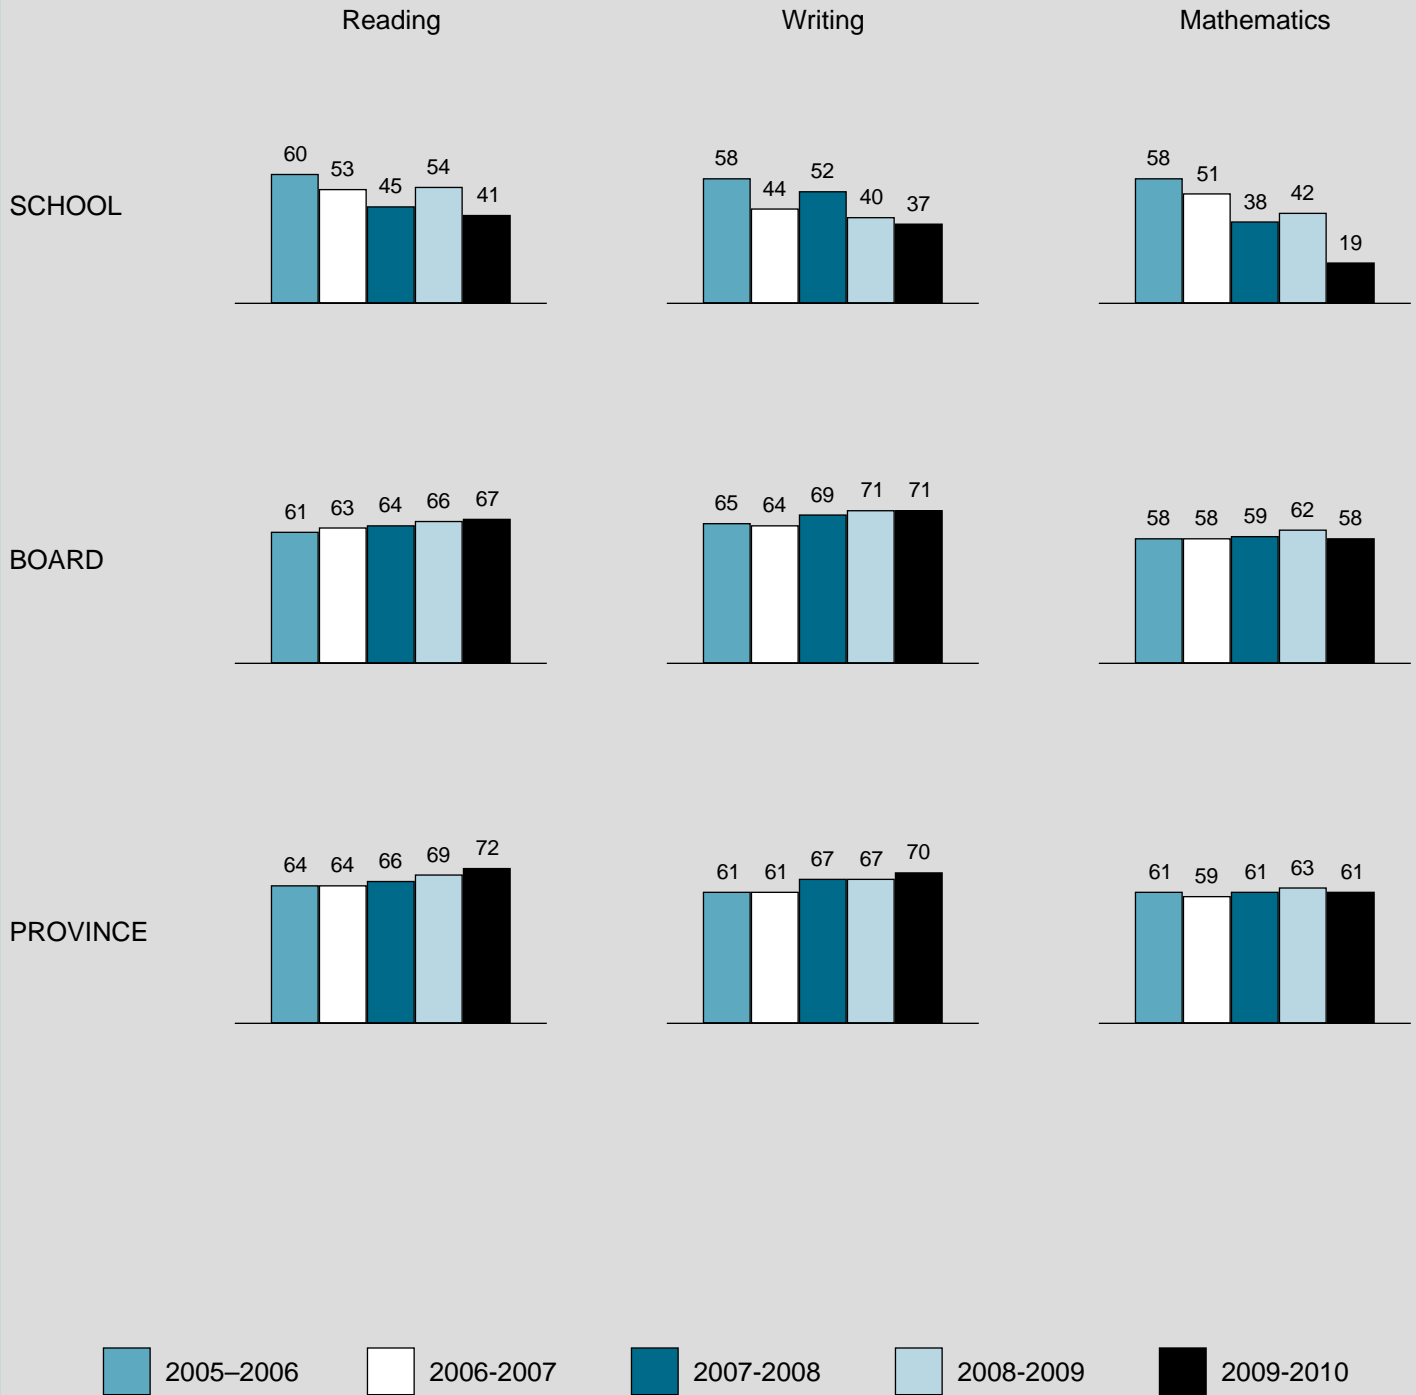 Reading Writing Mathematics
60 53 45 54 41
58 44 52 40 37
58 51 38 42 19
SCHOOL
61 63 64 66 67
65 64 69 71 71
58 58 59 62 58
BOARD
64 64 66 69 72
61 61 67 67 70
61 59 61 63 61
PROVINCE
2005–2006 2006-2007 2007-2008 2008-2009 2009-2010